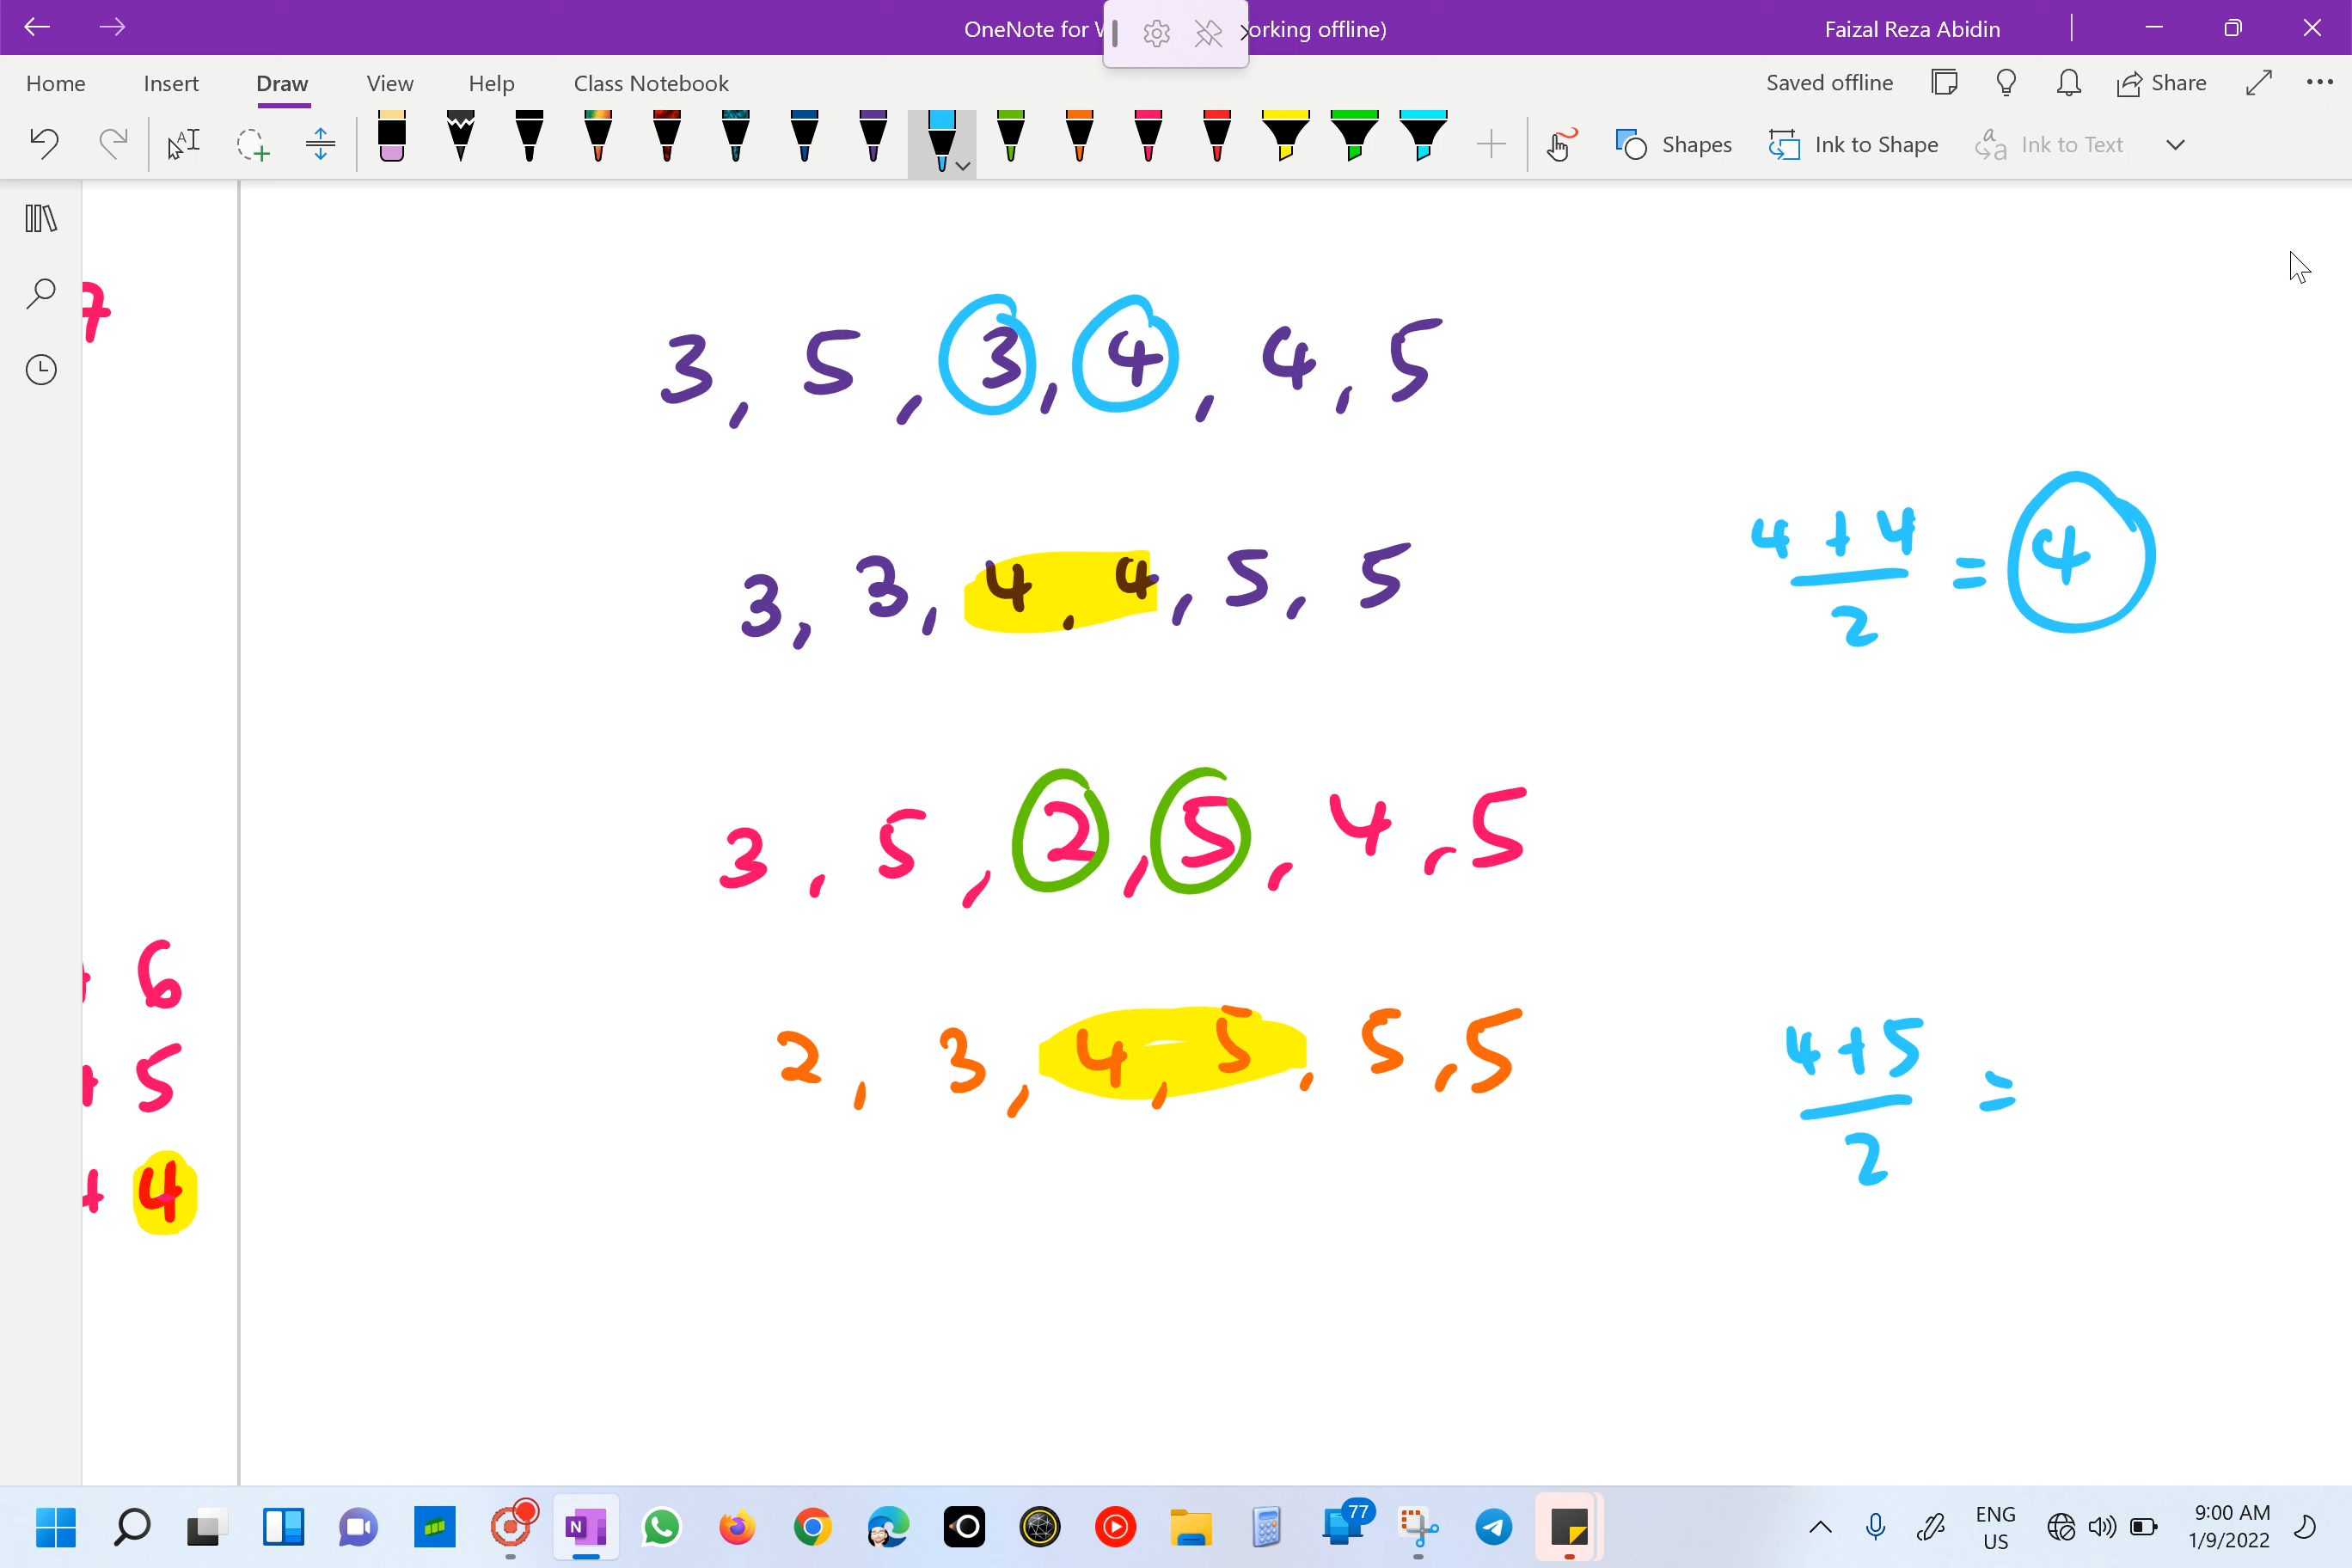 OneNote for W orking offline)
Faizal Reza Abidin
Home Insert Draw View Help Class Notebook
Saved offline Share
Shapes Ink to Shape Ink to Text
7
3, 5, 3, 4, 4, 5
3, 3, 4, 4, 5, 5
4 + 4 / 2 = 4
3, 5, 2, 5, 4, 5
+ 6
2, 3, 4, 5, 5, 5
4 + 5 / 2 =
+ 5
+ 4
77
ENG
US
9:00 AM
1/9/2022